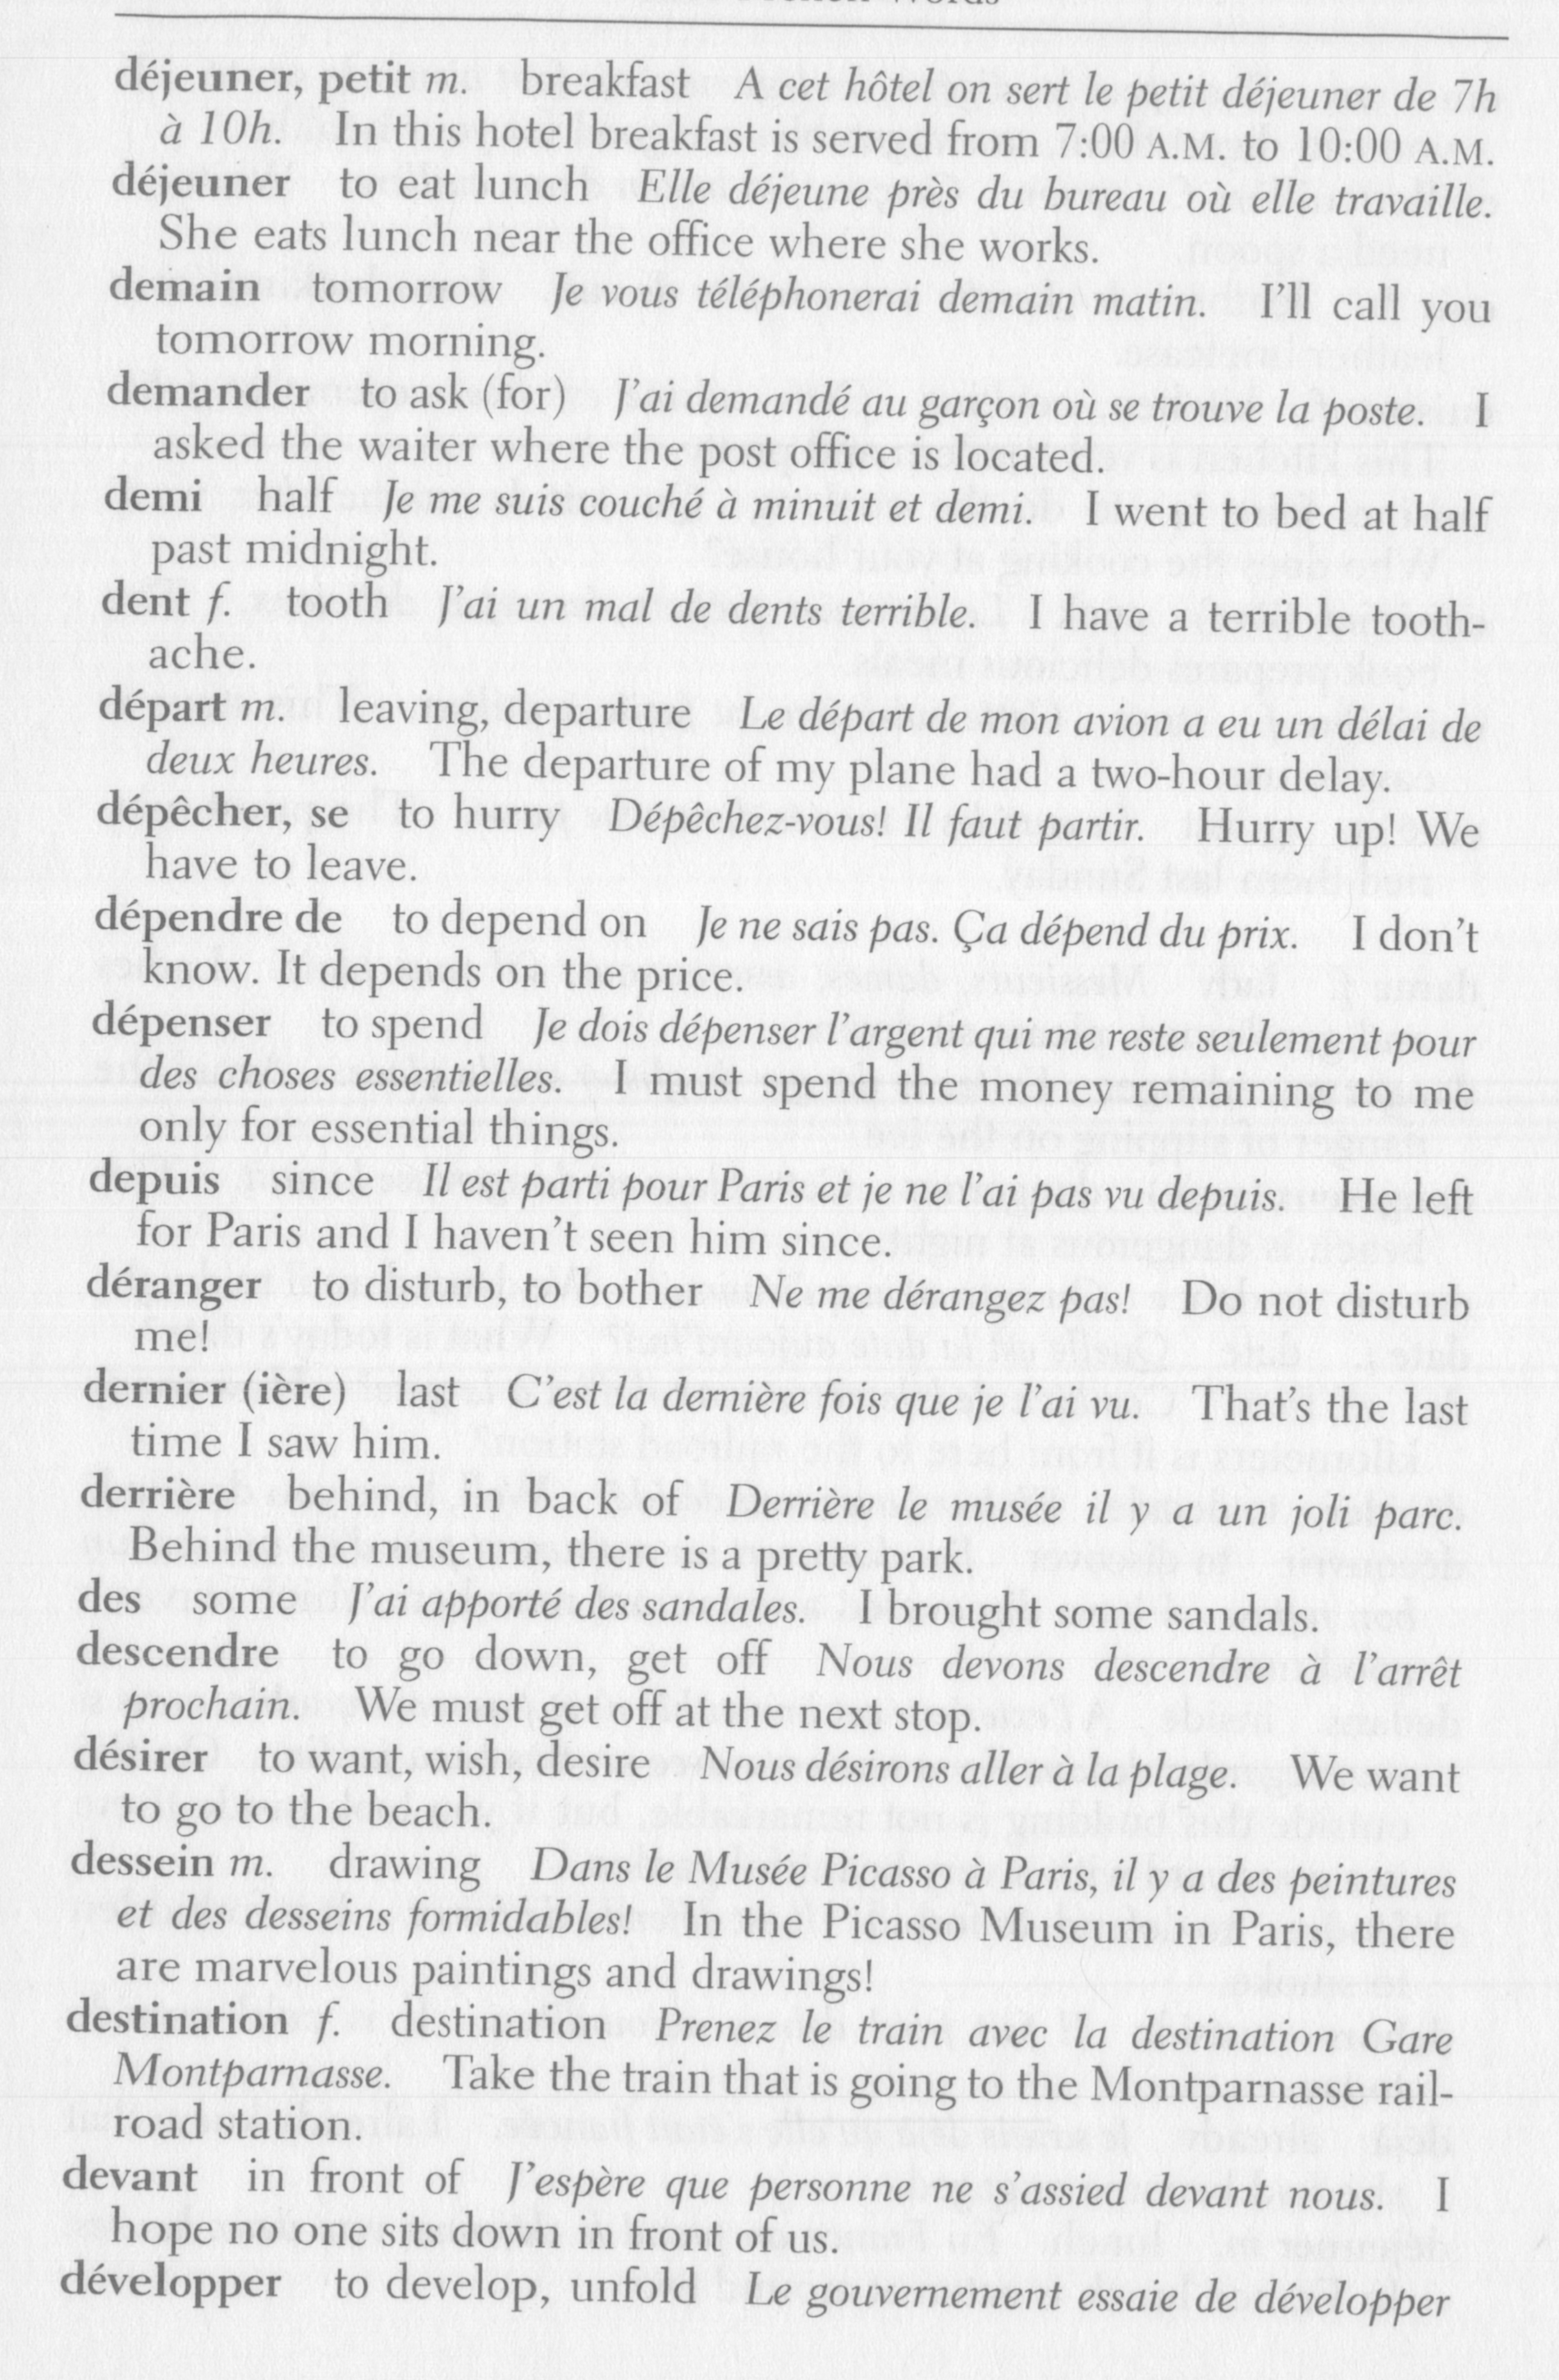 French Words
déjeuner, petit m. breakfast A cet hôtel on sert le petit déjeuner de 7h
à 10h. In this hotel breakfast is served from 7:00 A.M. to 10:00 A.M.
déjeuner to eat lunch Elle déjeune près du bureau où elle travaille.
She eats lunch near the office where she works.
demain tomorrow Je vous téléphonerai demain matin. I'll call you
tomorrow morning.
demander to ask (for) J'ai demandé au garçon où se trouve la poste. I
asked the waiter where the post office is located.
demi half Je me suis couché à minuit et demi. I went to bed at half
past midnight.
dent f. tooth J'ai un mal de dents terrible. I have a terrible tooth-
ache.
départ m. leaving, departure Le départ de mon avion a eu un délai de
deux heures. The departure of my plane had a two-hour delay.
dépêcher, se to hurry Dépêchez-vous! Il faut partir. Hurry up! We
have to leave.
dépendre de to depend on Je ne sais pas. Ça dépend du prix. I don't
know. It depends on the price.
dépenser to spend Je dois dépenser l'argent qui me reste seulement pour
des choses essentielles. I must spend the money remaining to me
only for essential things.
depuis since Il est parti pour Paris et je ne l'ai pas vu depuis. He left
for Paris and I haven't seen him since.
déranger to disturb, to bother Ne me dérangez pas! Do not disturb
me!
dernier (ière) last C'est la dernière fois que je l'ai vu. That's the last
time I saw him.
derrière behind, in back of Derrière le musée il y a un joli parc.
Behind the museum, there is a pretty park.
des some J'ai apporté des sandales. I brought some sandals.
descendre to go down, get off Nous devons descendre à l'arrêt
prochain. We must get off at the next stop.
désirer to want, wish, desire Nous désirons aller à la plage. We want
to go to the beach.
dessein m. drawing Dans le Musée Picasso à Paris, il y a des peintures
et des desseins formidables! In the Picasso Museum in Paris, there
are marvelous paintings and drawings!
destination f. destination Prenez le train avec la destination Gare
Montparnasse. Take the train that is going to the Montparnasse rail-
road station.
devant in front of J'espère que personne ne s'assied devant nous. I
hope no one sits down in front of us.
développer to develop, unfold Le gouvernement essaie de développer